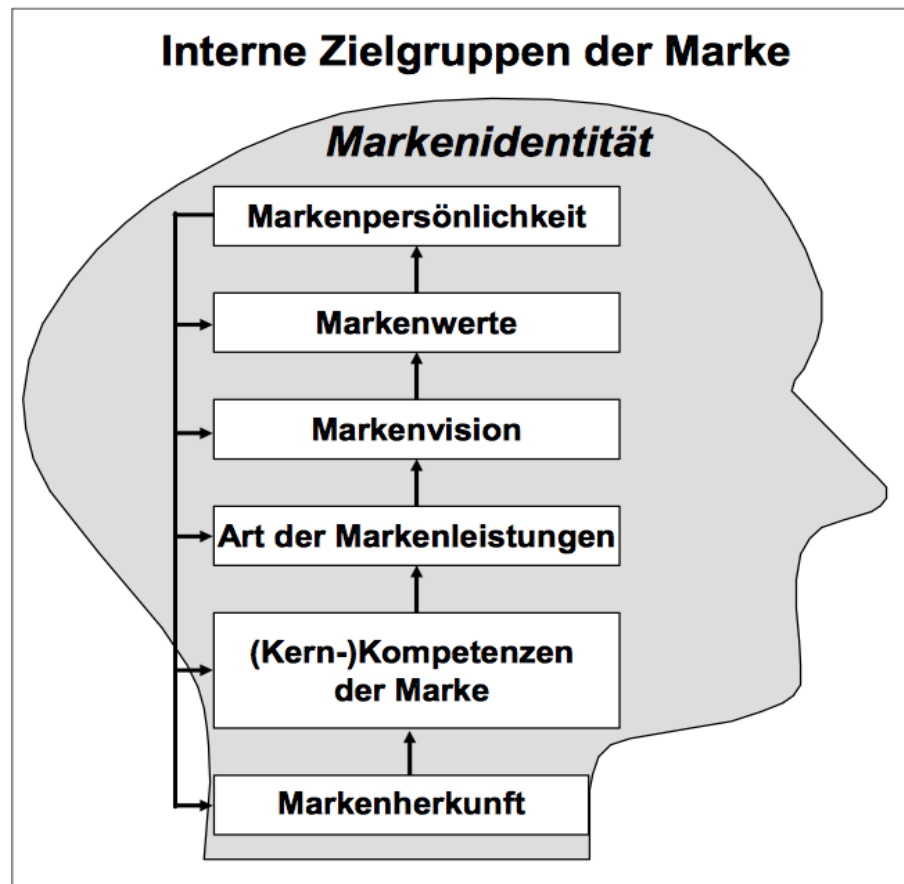 Interne Zielgruppen der Marke
Markenidentität
Markenpersönlichkeit
Markenwerte
Markenvision
Art der Markenleistungen
(Kern-)Kompetenzen
der Marke
Markenherkunft